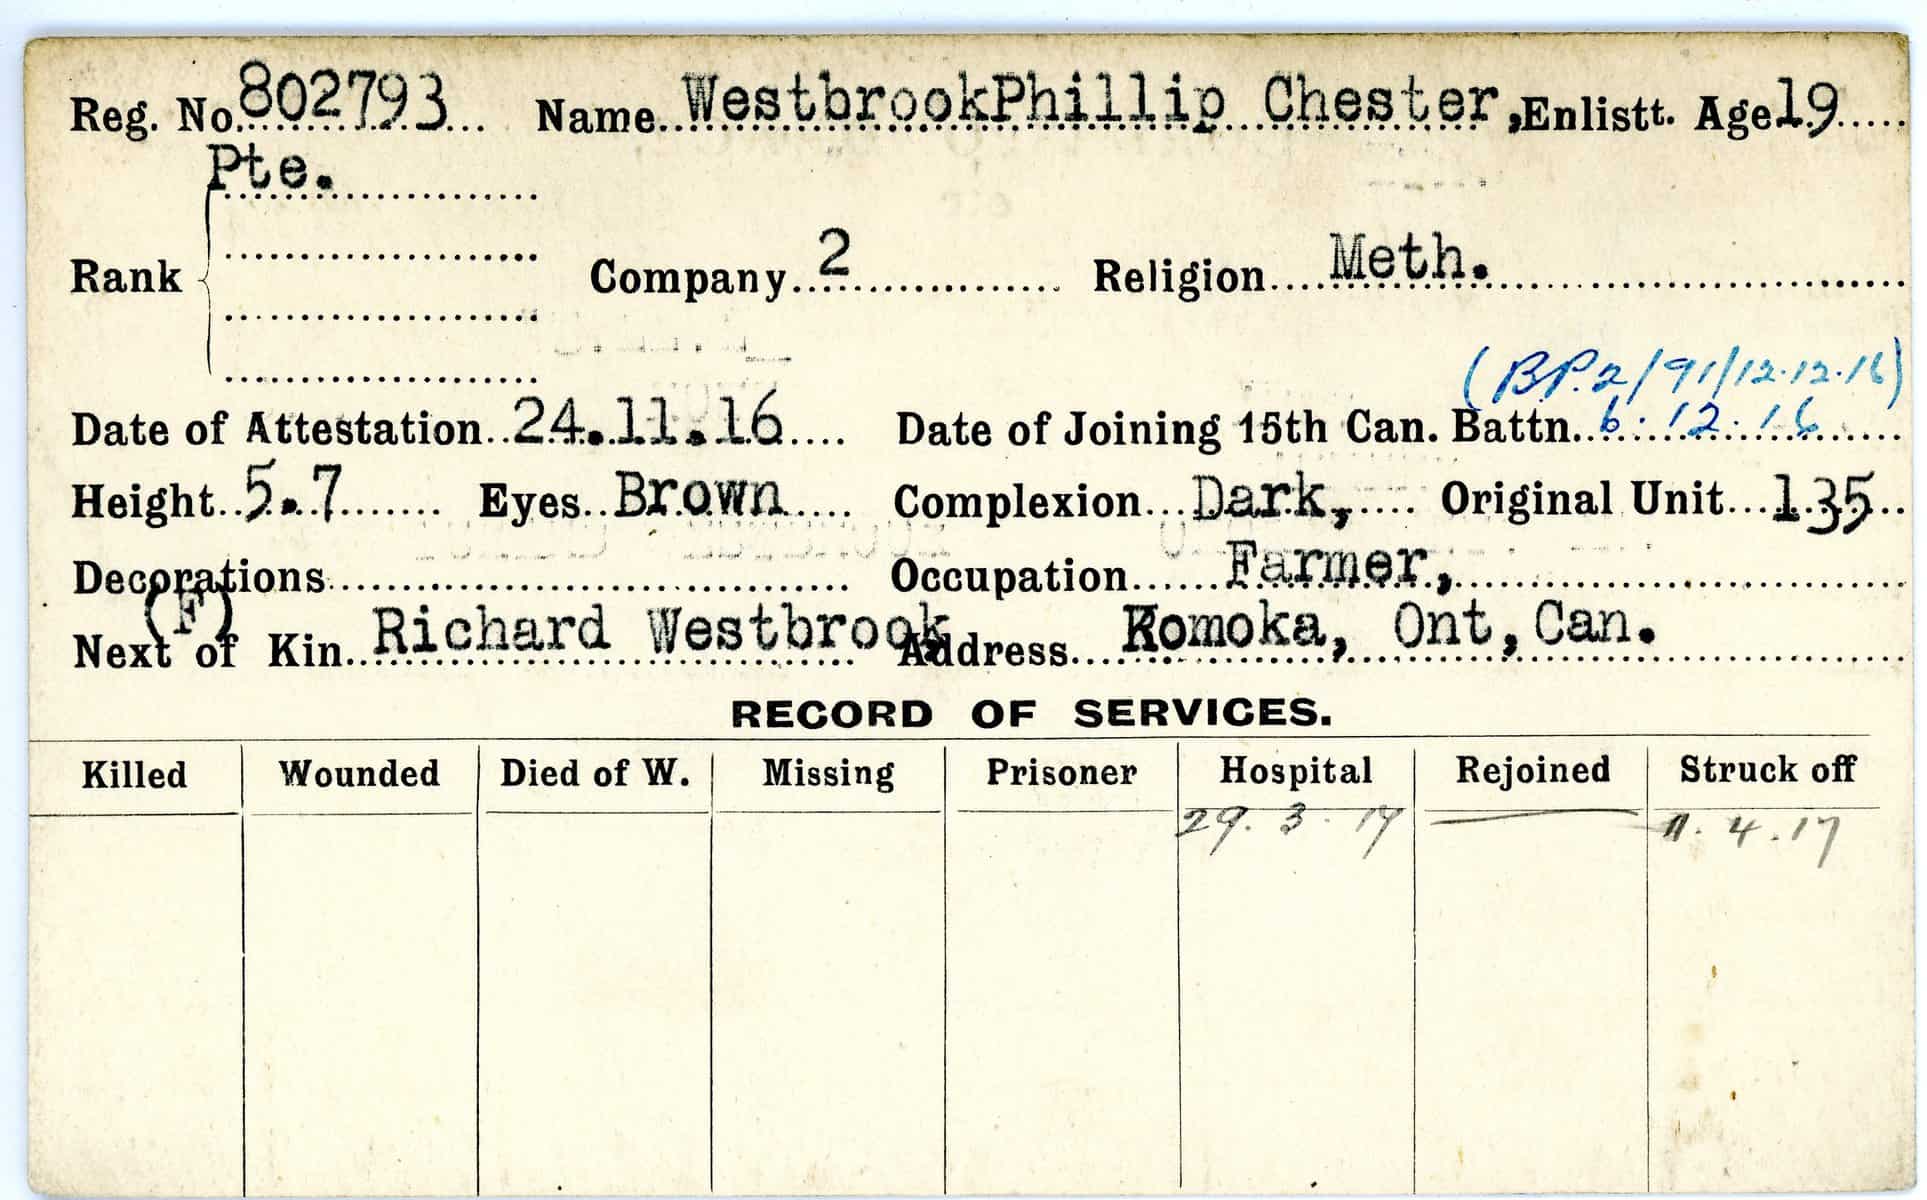 Reg. No. 802793 Name WestbrookPhillip Chester, Enlistt. Age 19
Pte.
Rank Company 2 Religion Meth.
(BP.2/91/12.12.16)
Date of Attestation 24.11.16 Date of Joining 15th Can. Battn. 6.12.16
Height 5.7 Eyes Brown Complexion Dark, Original Unit 135
Decorations Occupation Farmer,
(F)
Next of Kin Richard Westbrook, Address Komoka, Ont, Can.
RECORD OF SERVICES.
Killed Wounded Died of W. Missing Prisoner Hospital Rejoined Struck off
29.3.17 11.4.17